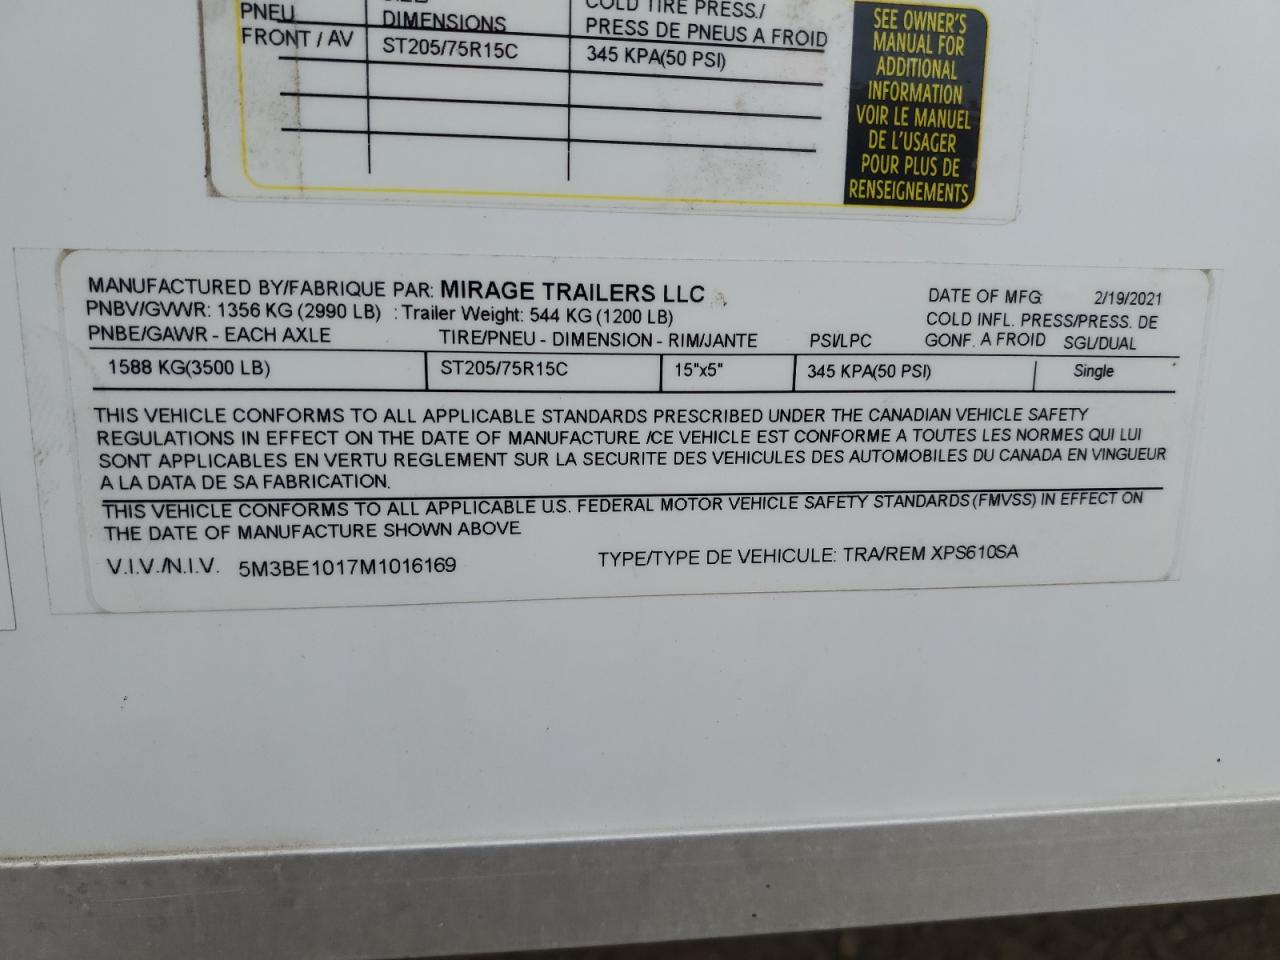 PNEU
FRONT / AV
DIMENSIONS
ST205/75R15C
COLD TIRE PRESS./
PRESS DE PNEUS A FROID
345 KPA(50 PSI)
SEE OWNER'S
MANUAL FOR
ADDITIONAL
INFORMATION
VOIR LE MANUEL
DE L'USAGER
POUR PLUS DE
RENSEIGNEMENTS
MANUFACTURED BY/FABRIQUE PAR: MIRAGE TRAILERS LLC DATE OF MFG 2/19/2021
PNBV/GVWR: 1356 KG (2990 LB) : Trailer Weight: 544 KG (1200 LB) COLD INFL. PRESS/PRESS. DE
PNBE/GAWR - EACH AXLE TIRE/PNEU - DIMENSION - RIM/JANTE PSI/LPC GONF. A FROID SGL/DUAL
1588 KG(3500 LB) ST205/75R15C 15"x5" 345 KPA(50 PSI) Single
THIS VEHICLE CONFORMS TO ALL APPLICABLE STANDARDS PRESCRIBED UNDER THE CANADIAN VEHICLE SAFETY
REGULATIONS IN EFFECT ON THE DATE OF MANUFACTURE /CE VEHICLE EST CONFORME A TOUTES LES NORMES QUI LUI
SONT APPLICABLES EN VERTU REGLEMENT SUR LA SECURITE DES VEHICULES DES AUTOMOBILES DU CANADA EN VINGUEUR
A LA DATA DE SA FABRICATION.
THIS VEHICLE CONFORMS TO ALL APPLICABLE U.S. FEDERAL MOTOR VEHICLE SAFETY STANDARDS (FMVSS) IN EFFECT ON
THE DATE OF MANUFACTURE SHOWN ABOVE
V.I.V./N.I.V. 5M3BE1017M1016169 TYPE/TYPE DE VEHICULE: TRA/REM XPS610SA